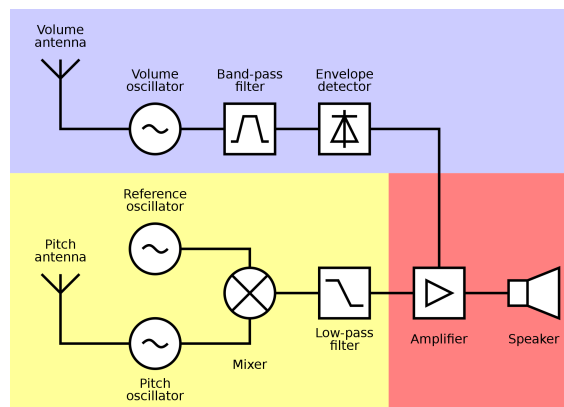 Volume
antenna
Volume
oscillator
Band-pass
filter
Envelope
detector
Reference
oscillator
Pitch
antenna
Pitch
oscillator
Mixer
Low-pass
filter
Amplifier
Speaker